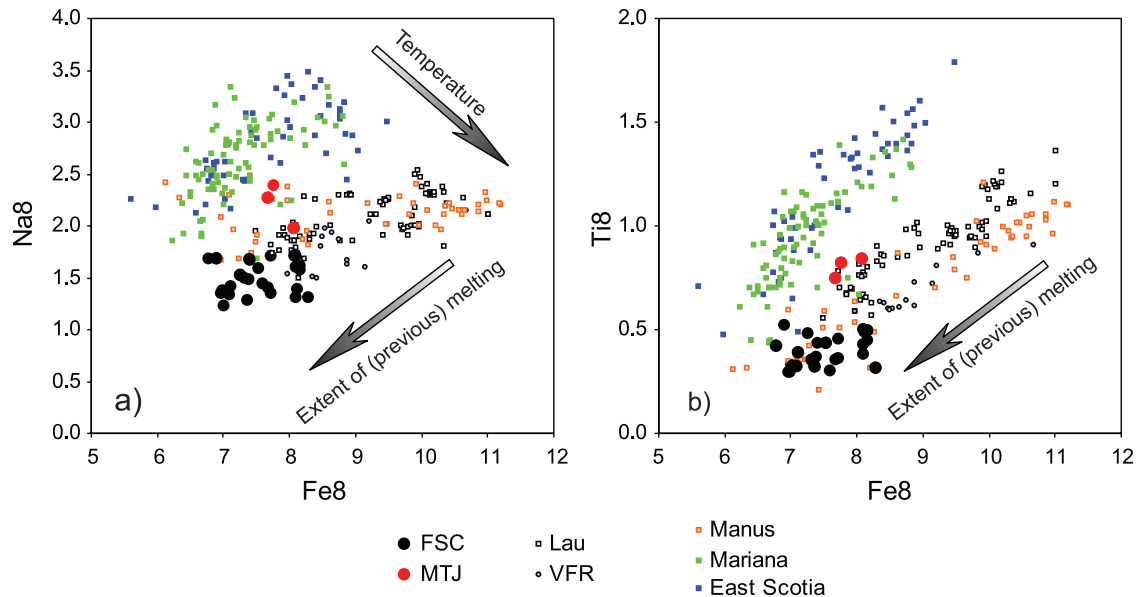 4.0
3.5
3.0
2.5
2.0
1.5
1.0
0.5
0.0
Na8
5 6 7 8 9 10 11 12
Fe8
Temperature
Extent of (previous) melting
a)
2.0
1.5
1.0
0.5
0.0
Ti8
5 6 7 8 9 10 11 12
Fe8
Extent of (previous) melting
b)
FSC
MTJ
Lau
VFR
Manus
Mariana
East Scotia